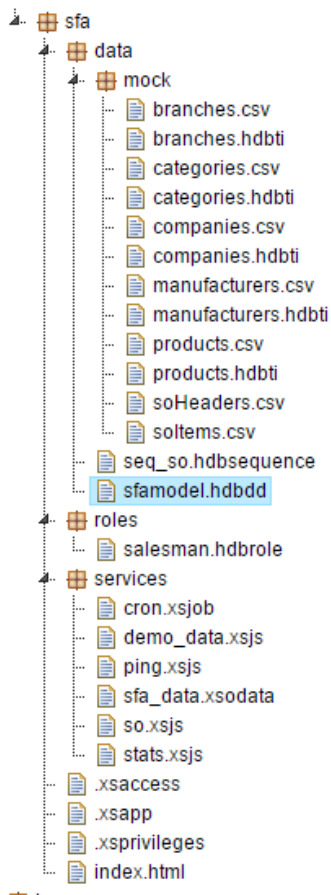 sfa
data
mock
branches.csv
branches.hdbti
categories.csv
categories.hdbti
companies.csv
companies.hdbti
manufacturers.csv
manufacturers.hdbti
products.csv
products.hdbti
soHeaders.csv
soItems.csv
seq_so.hdbsequence
sfamodel.hdbdd
roles
salesman.hdbrole
services
cron.xsjob
demo_data.xsjs
ping.xsjs
sfa_data.xsodata
so.xsjs
stats.xsjs
.xsaccess
.xsapp
.xsprivileges
index.html